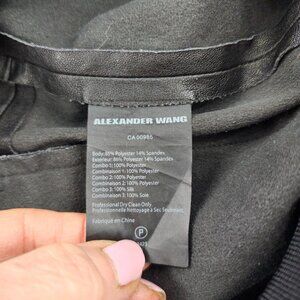 ALEXANDER WANG
CA 00985
Body: 86% Polyester 14% Spandex
Exterieur: 86% Polyester 14% Spandex
Combo 1: 100% Polyester
Combinaison 1: 100% Polyester
Combo 2: 100% Polyester
Combinaison 2: 100% Polyester
Combo 3: 100% Silk
Combinaison 3: 100% Soie
Professional Dry Clean Only
Professionelle Nettoyage a Sec Seulement
Fabriqué en Chine
P